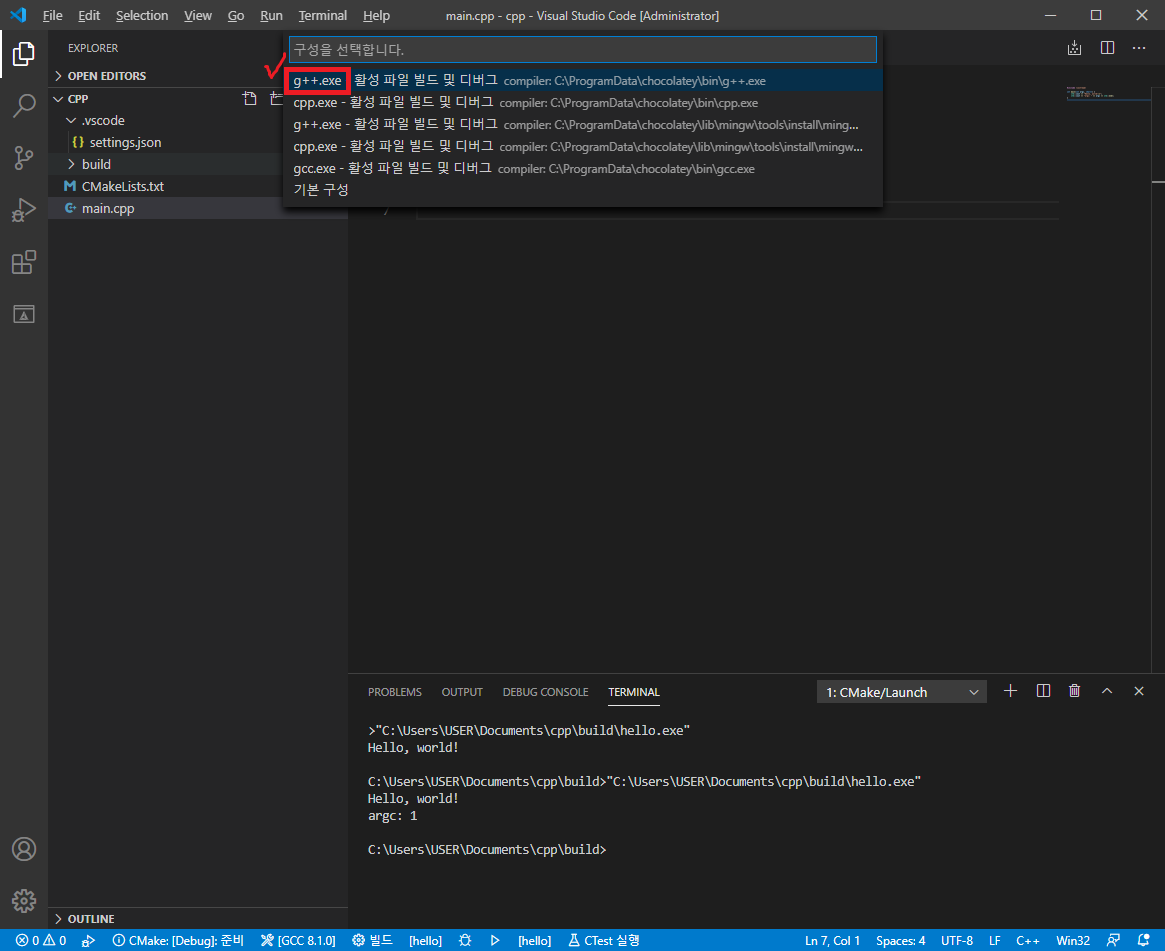 File Edit Selection View Go Run Terminal Help main.cpp - cpp - Visual Studio Code [Administrator]
EXPLORER
구성을 선택합니다.
OPEN EDITORS
g++.exe 활성 파일 빌드 및 디버그 compiler: C:\ProgramData\chocolatey\bin\g++.exe
CPP
cpp.exe - 활성 파일 빌드 및 디버그 compiler: C:\ProgramData\chocolatey\bin\cpp.exe
.vscode
g++.exe - 활성 파일 빌드 및 디버그 compiler: C:\ProgramData\chocolatey\lib\mingw\tools\install\ming...
{} settings.json
cpp.exe - 활성 파일 빌드 및 디버그 compiler: C:\ProgramData\chocolatey\lib\mingw\tools\install\mingw...
build
gcc.exe - 활성 파일 빌드 및 디버그 compiler: C:\ProgramData\chocolatey\bin\gcc.exe
CMakeLists.txt
기본 구성
main.cpp
7
PROBLEMS OUTPUT DEBUG CONSOLE TERMINAL 1: CMake/Launch
>"C:\Users\USER\Documents\cpp\build\hello.exe"
Hello, world!
C:\Users\USER\Documents\cpp\build>"C:\Users\USER\Documents\cpp\build\hello.exe"
Hello, world!
argc: 1
C:\Users\USER\Documents\cpp\build>
OUTLINE
0 0 CMake: [Debug]: 준비 [GCC 8.1.0] 빌드 [hello] [hello] CTest 실행 Ln 7, Col 1 Spaces: 4 UTF-8 LF C++ Win32